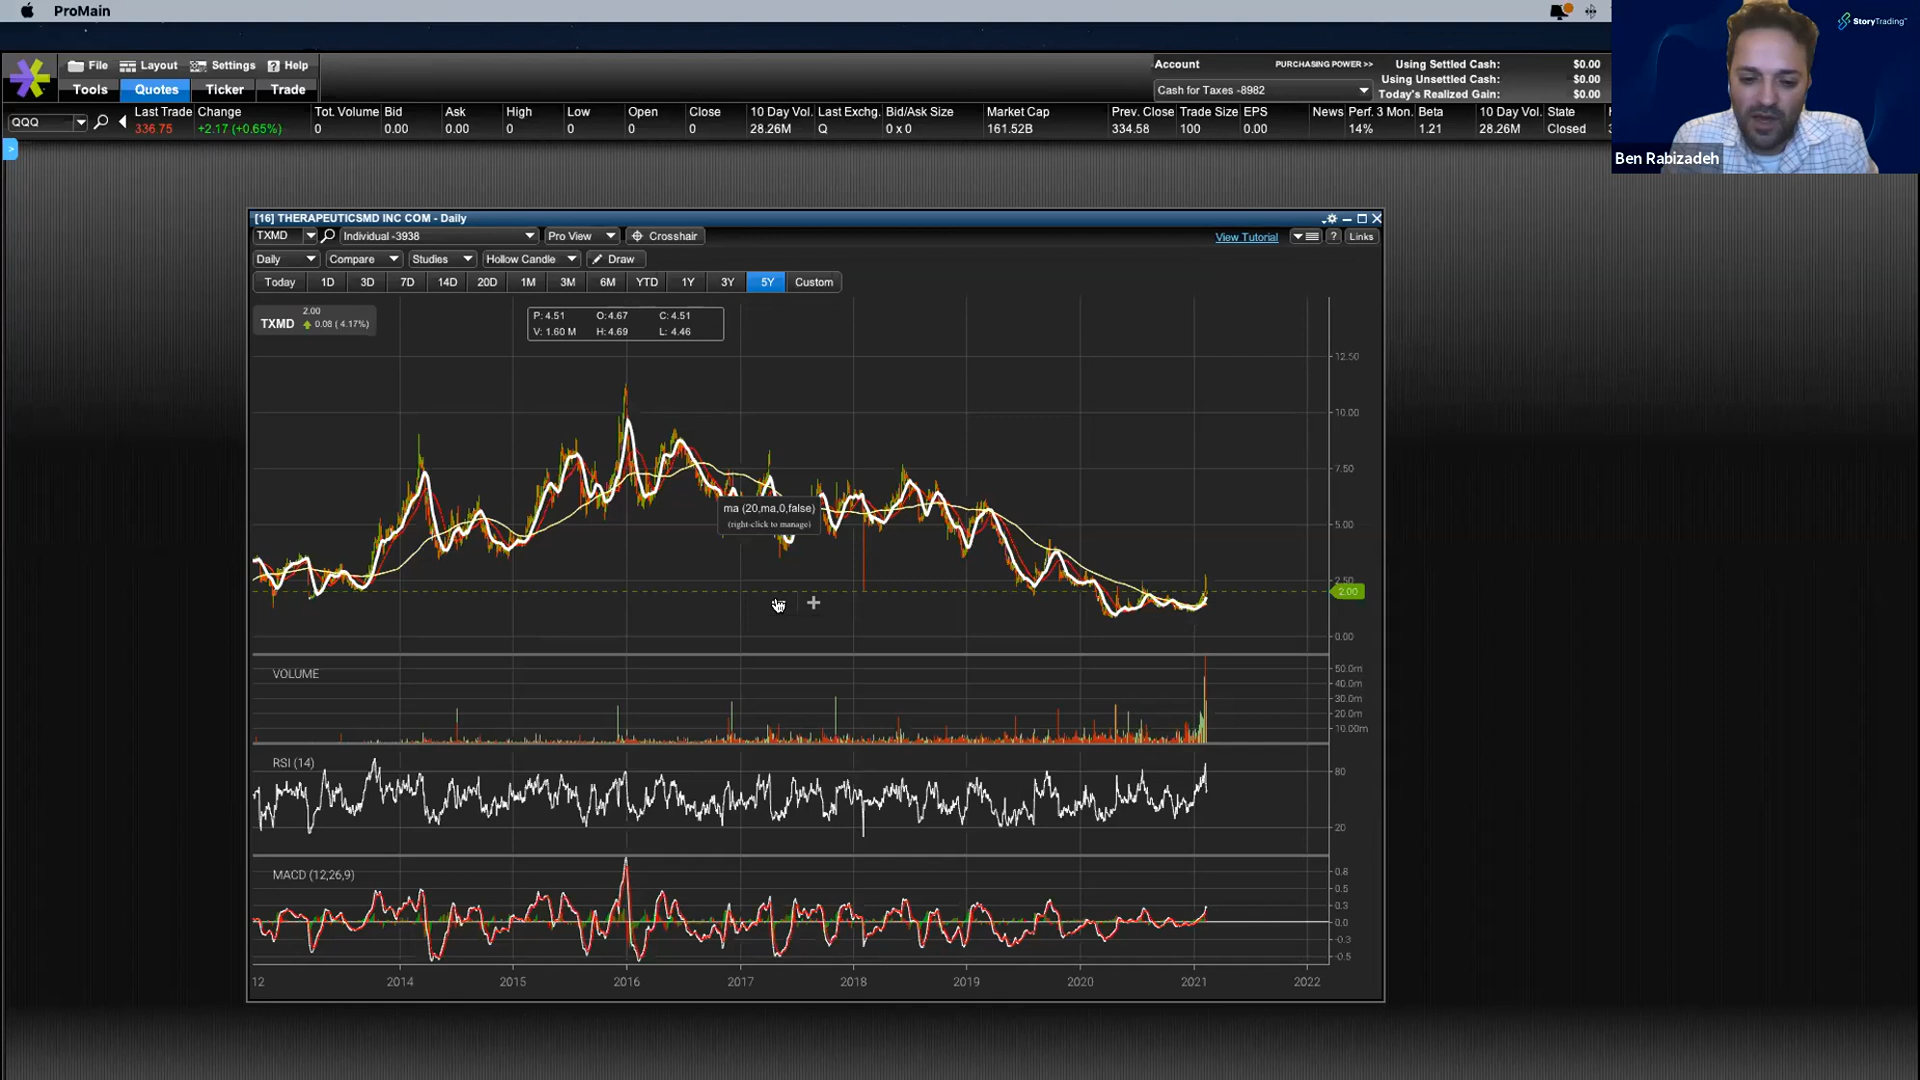 ProMain
StoryTrading™
File Layout Settings ? Help
Tools Quotes Ticker Trade
Account PURCHASING POWER >>
Cash for Taxes -8982
Using Settled Cash: $0.00
Using Unsettled Cash: $0.00
Today's Realized Gain: $0.00
QQQ
Last Trade Change Tot. Volume Bid Ask High Low Open Close 10 Day Vol. Last Exchg. Bid/Ask Size Market Cap Prev. Close Trade Size EPS News Perf. 3 Mon. Beta 10 Day Vol. State
336.75 +2.17 (+0.65%) 0 0.00 0.00 0 0 0 0 28.26M Q 0 x 0 161.52B 334.58 100 0.00 14% 1.21 28.26M Closed
>
Ben Rabizadeh
[16] THERAPEUTICSMD INC COM - Daily
TXMD Individual -3938 Pro View Crosshair View Tutorial ? Links
Daily Compare Studies Hollow Candle Draw
Today 1D 3D 7D 14D 20D 1M 3M 6M YTD 1Y 3Y 5Y Custom
TXMD 2.00
0.08 ( 4.17%)
P: 4.51 O: 4.67 C: 4.51
V: 1.60 M H: 4.69 L: 4.46
12.50
10.00
7.50
ma (20,ma,0,false)
(right-click to manage)
5.00
2.50
2.00
0.00
VOLUME
50.0m
40.0m
30.0m
20.0m
10.00m
RSI (14)
80
20
MACD (12,26,9)
0.8
0.5
0.3
0.0
-0.3
-0.5
12 2014 2015 2016 2017 2018 2019 2020 2021 2022